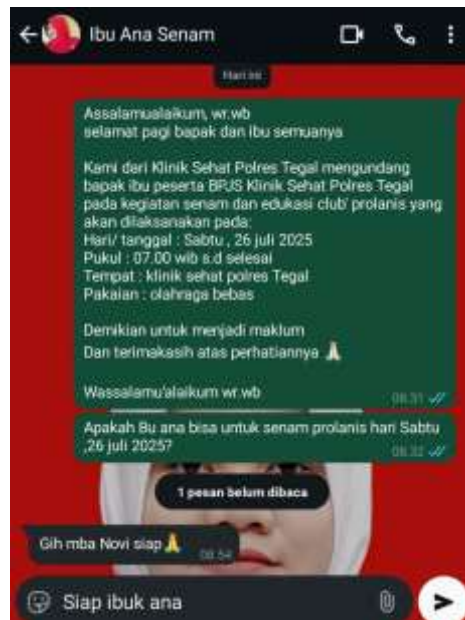 Ibu Ana Senam
Hari ini
Assalamualaikum, wr.wb
selamat pagi bapak dan ibu semuanya
Kami dari Klinik Sehat Polres Tegal mengundang
bapak ibu peserta BPJS Klinik Sehat Polres Tegal
pada kegiatan senam dan edukasi club' prolanis yang
akan dilaksanakan pada:
Hari/ tanggal : Sabtu , 26 juli 2025
Pukul : 07.00 wib s.d selesai
Tempat : klinik sehat polres Tegal
Pakaian : olahraga bebas
Demikian untuk menjadi maklum
Dan terimakasih atas perhatiannya 🙏🏻
Wassalamu'alaikum wr.wb
08.31
Apakah Bu ana bisa untuk senam prolanis hari Sabtu
,26 juli 2025?
08.32
1 pesan belum dibaca
Gih mba Novi siap🙏
08.54
Siap ibuk ana